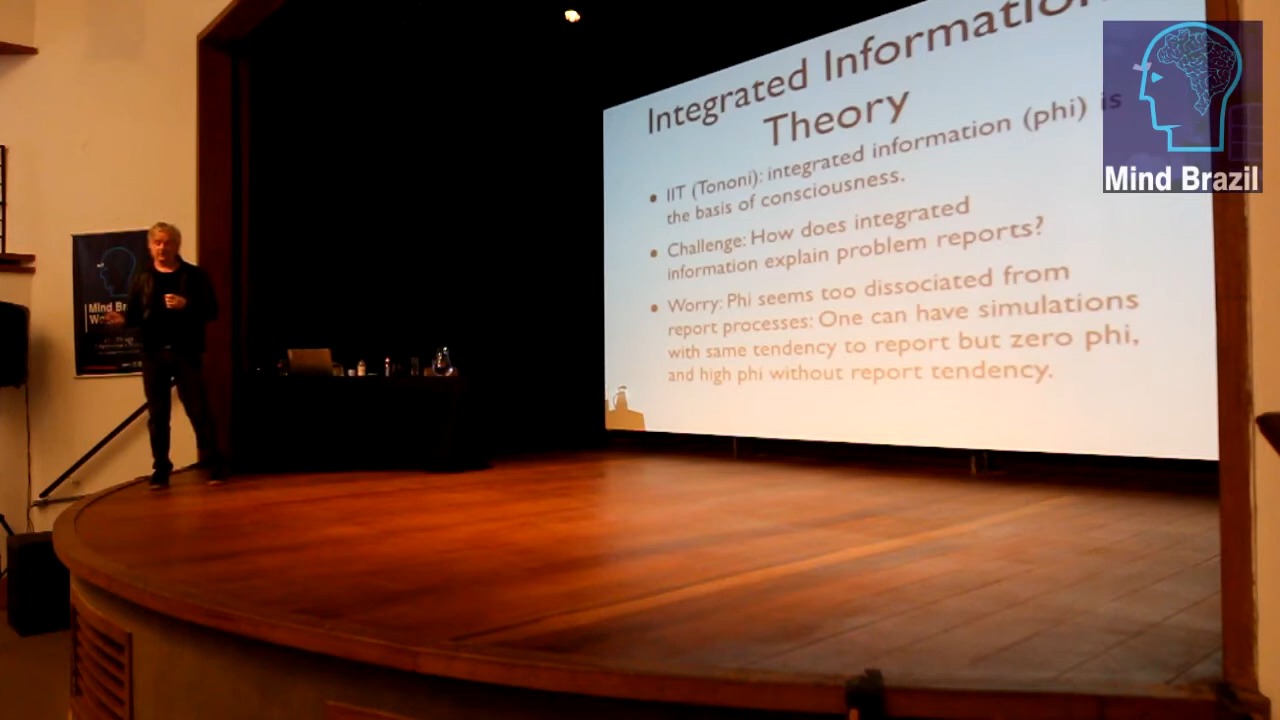 Integrated Information
Theory
• IIT (Tononi): integrated information (phi) is
the basis of consciousness.
• Challenge: How does integrated
information explain problem reports?
• Worry: Phi seems too dissociated from
report processes: One can have simulations
with same tendency to report but zero phi,
and high phi without report tendency.
Mind Brazil
Mind